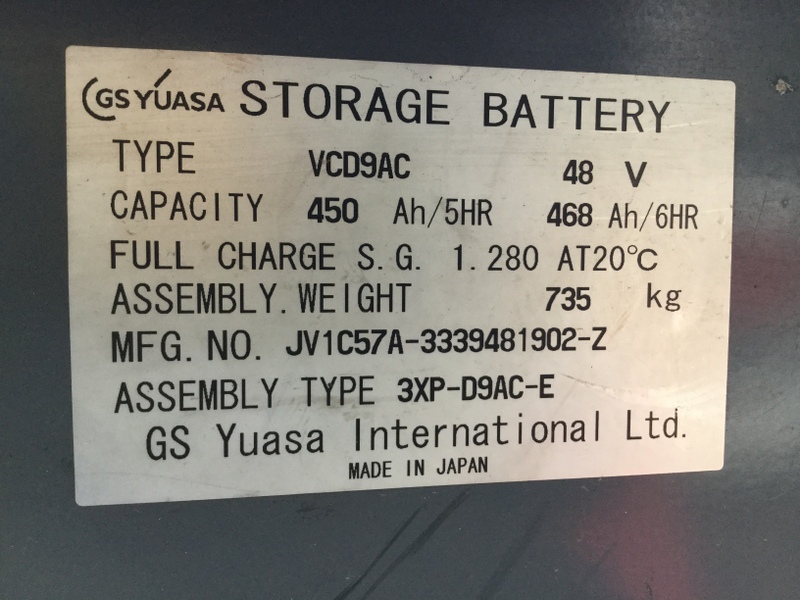 GS YUASA STORAGE BATTERY
TYPE VCD9AC 48 V
CAPACITY 450 Ah/5HR 468 Ah/6HR
FULL CHARGE S.G. 1.280 AT20℃
ASSEMBLY.WEIGHT 735 kg
MFG.NO. JV1C57A-3339481902-Z
ASSEMBLY TYPE 3XP-D9AC-E
GS Yuasa International Ltd.
MADE IN JAPAN